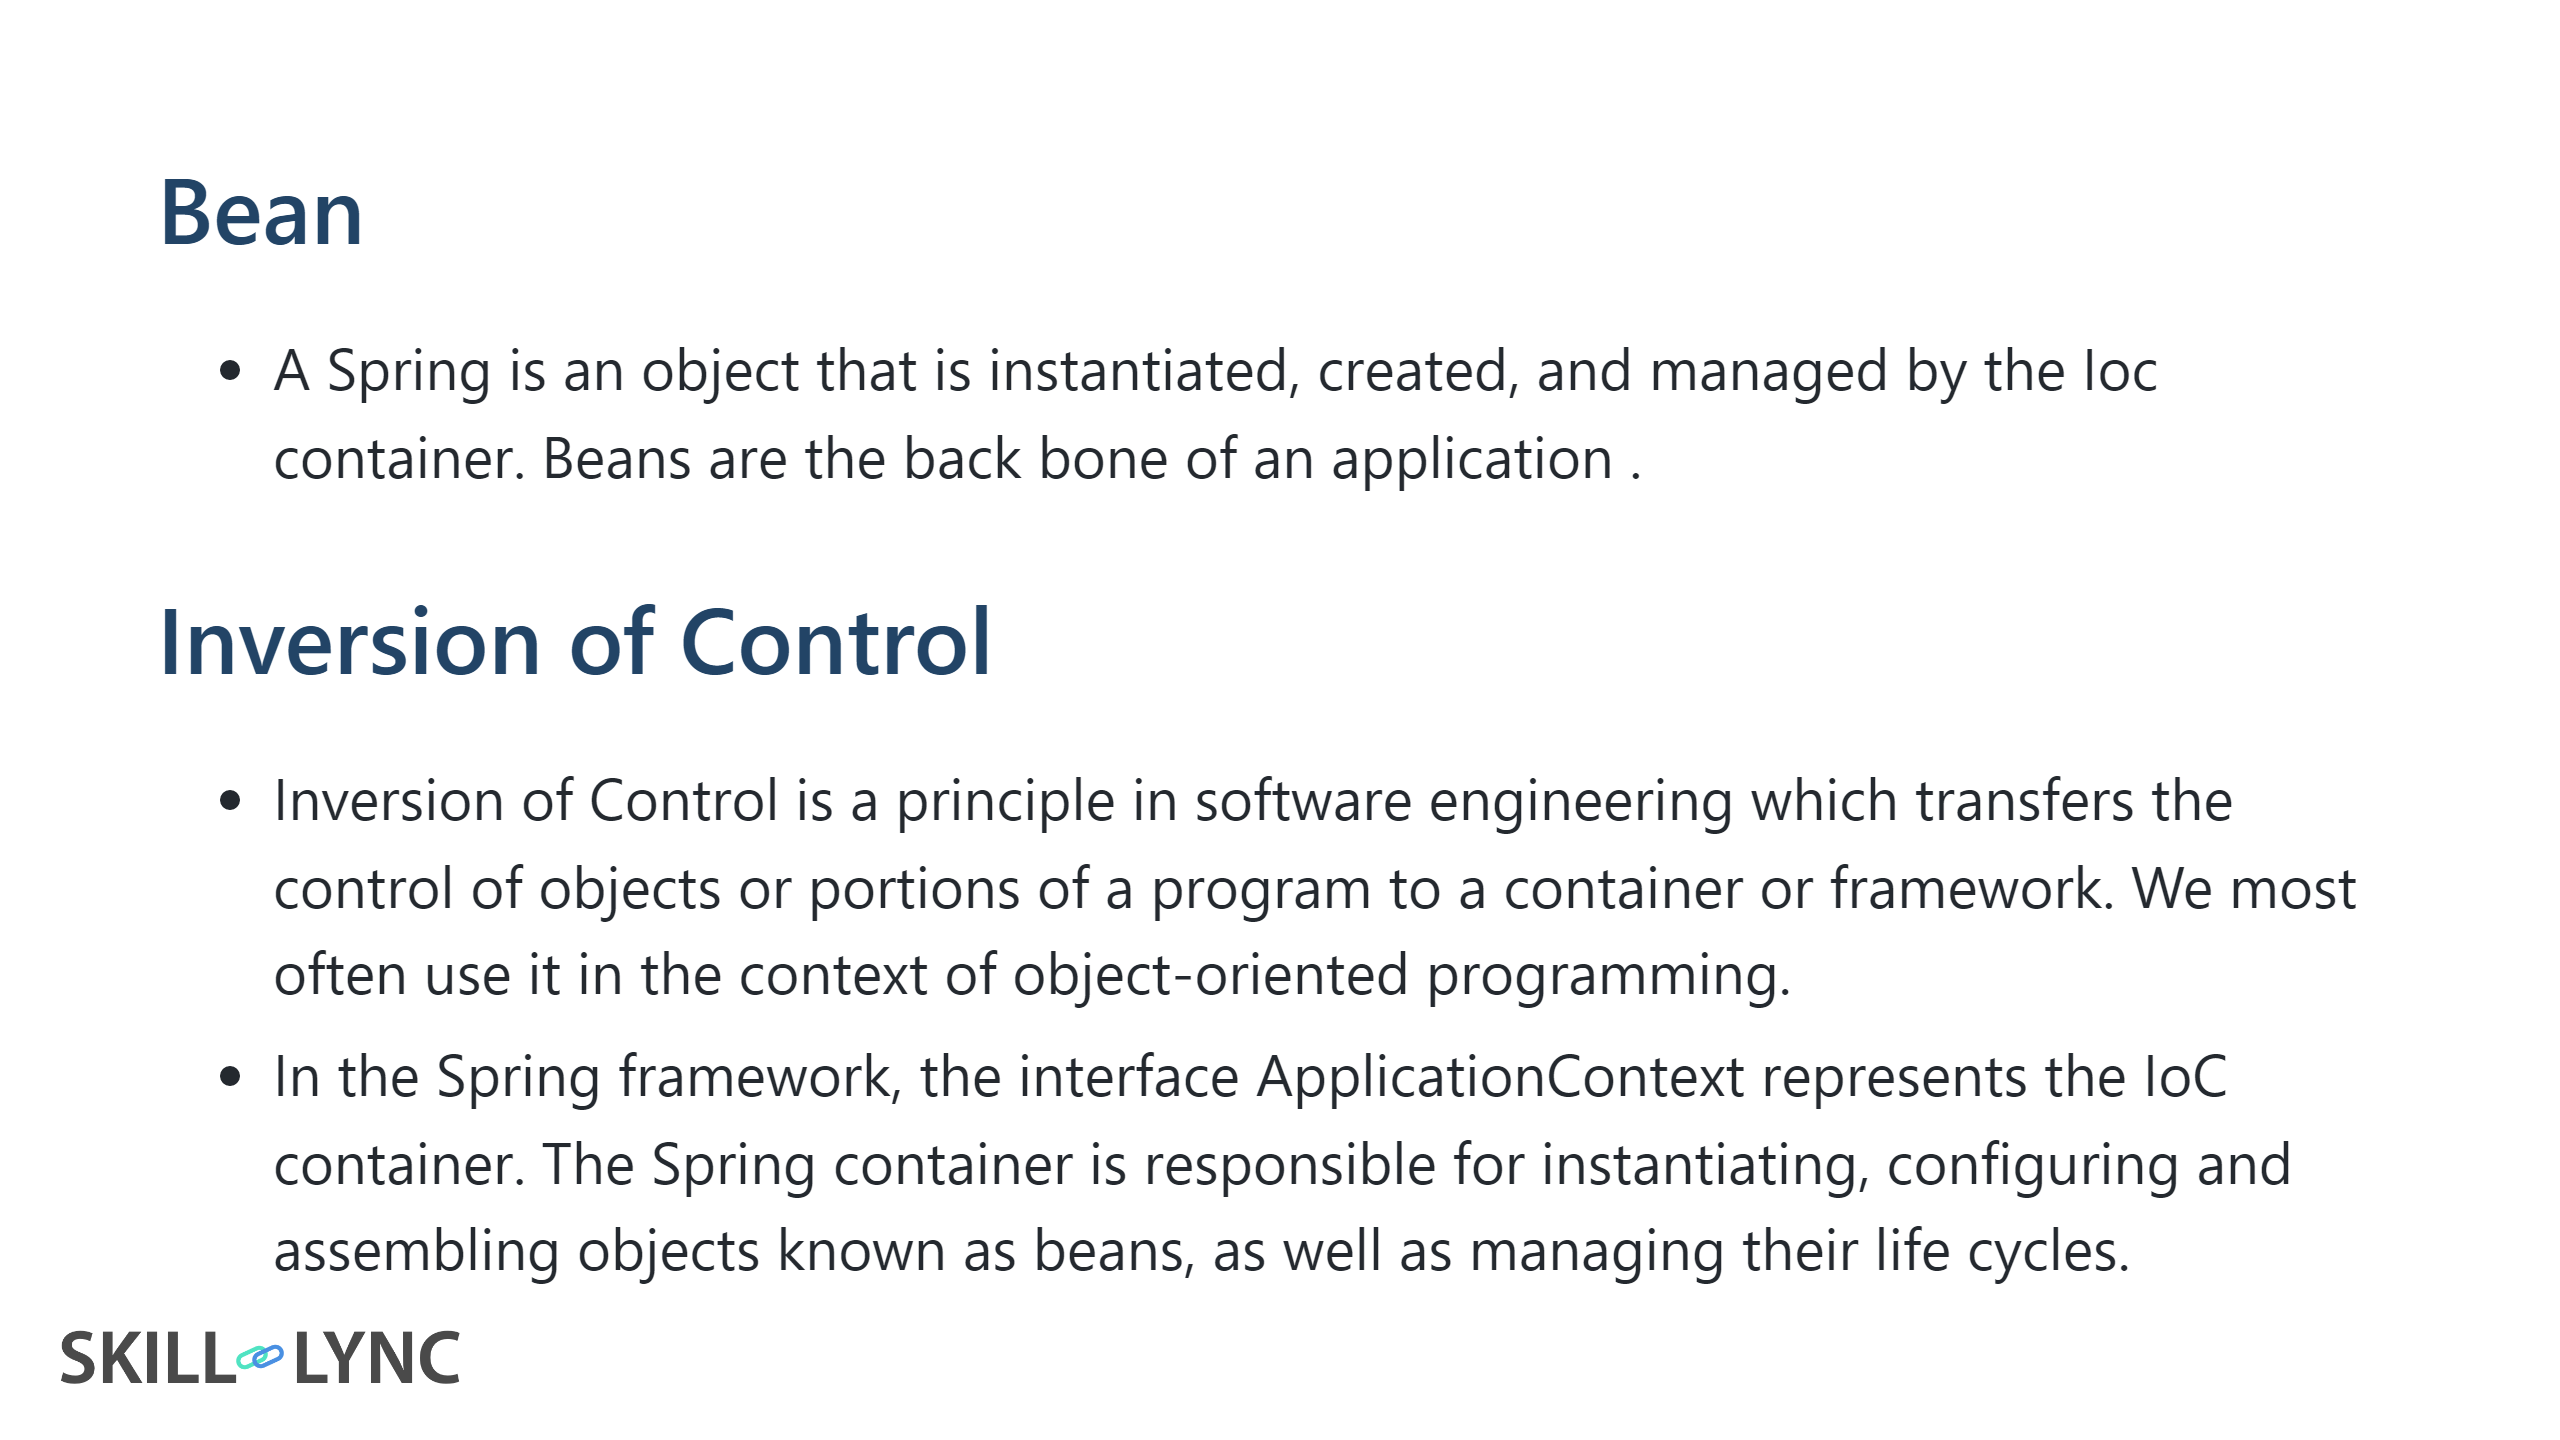 Bean
• A Spring is an object that is instantiated, created, and managed by the Ioc
container. Beans are the back bone of an application .
Inversion of Control
• Inversion of Control is a principle in software engineering which transfers the
control of objects or portions of a program to a container or framework. We most
often use it in the context of object-oriented programming.
• In the Spring framework, the interface ApplicationContext represents the IoC
container. The Spring container is responsible for instantiating, configuring and
assembling objects known as beans, as well as managing their life cycles.
SKILL LYNC